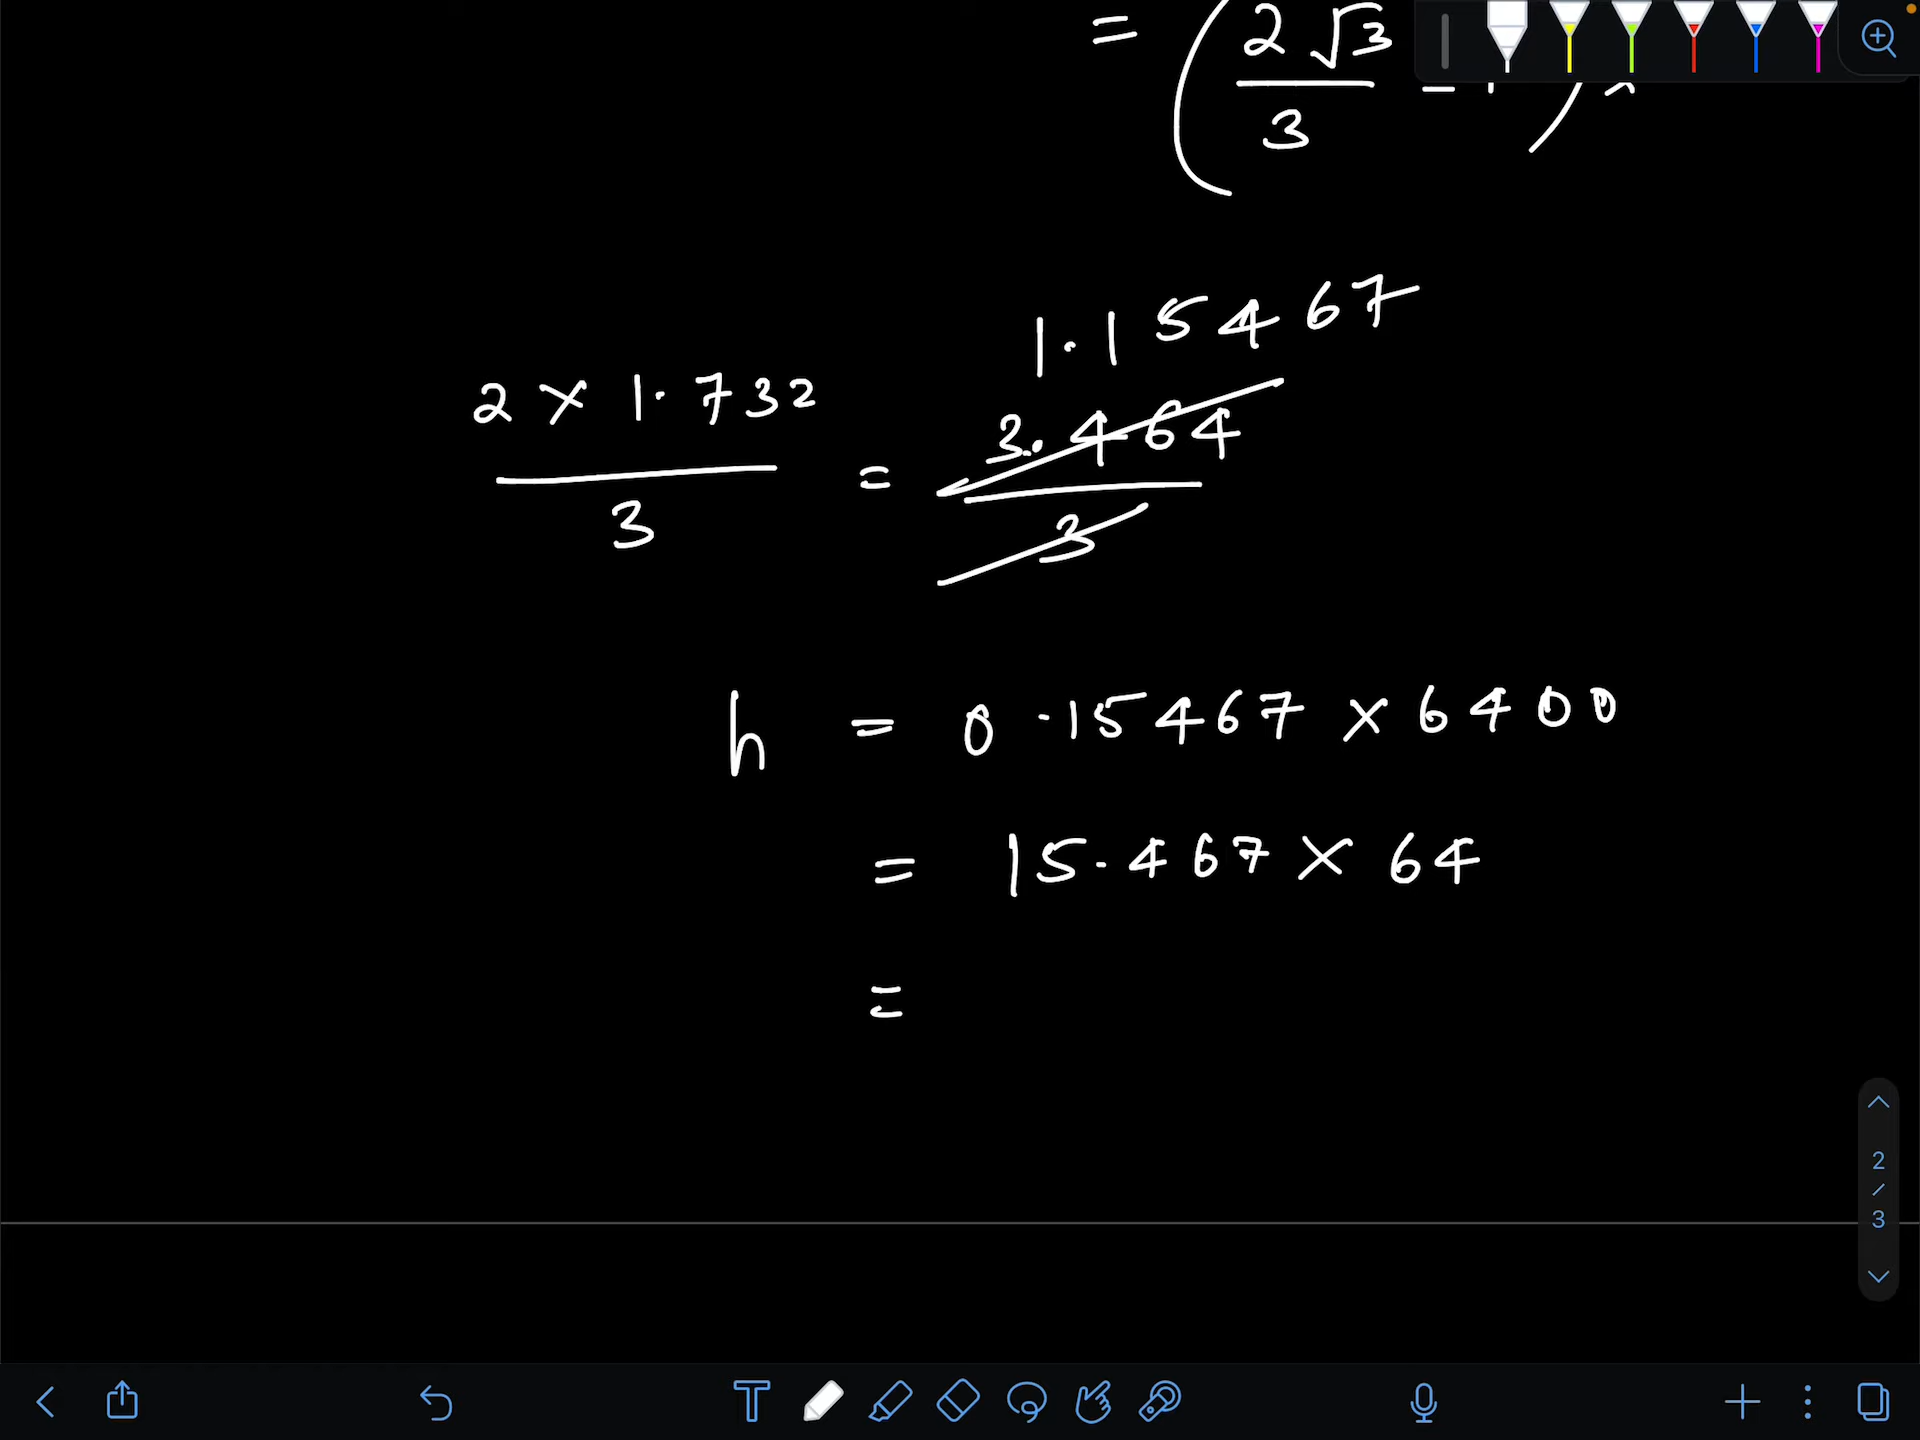 = ( 2 √3 / 3 - 1 )
1.15467
2 × 1.732 / 3 = 3.464 / 3
h = 0.15467 × 6400
= 15.467 × 64
=
2
/
3
T